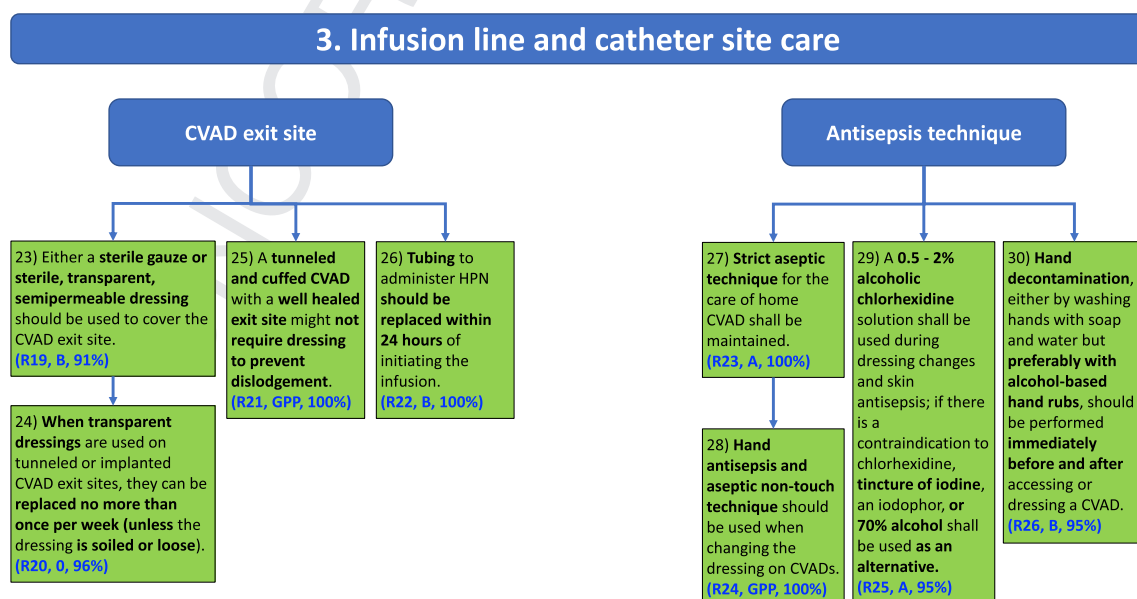 3. Infusion line and catheter site care
CVAD exit site
23) Either a sterile gauze or
sterile, transparent,
semipermeable dressing
should be used to cover the
CVAD exit site.
(R19, B, 91%)
24) When transparent
dressings are used on
tunneled or implanted
CVAD exit sites, they can be
replaced no more than
once per week (unless the
dressing is soiled or loose).
(R20, 0, 96%)
25) A tunneled
and cuffed CVAD
with a well healed
exit site might not
require dressing
to prevent
dislodgement.
(R21, GPP, 100%)
26) Tubing to
administer HPN
should be
replaced within
24 hours of
initiating the
infusion.
(R22, B, 100%)
Antisepsis technique
27) Strict aseptic
technique for the
care of home
CVAD shall be
maintained.
(R23, A, 100%)
28) Hand
antisepsis and
aseptic non-touch
technique should
be used when
changing the
dressing on CVADs.
(R24, GPP, 100%)
29) A 0.5 - 2%
alcoholic
chlorhexidine
solution shall be
used during
dressing changes
and skin
antisepsis; if there
is a
contraindication to
chlorhexidine,
tincture of iodine,
an iodophor, or
70% alcohol shall
be used as an
alternative.
(R25, A, 95%)
30) Hand
decontamination,
either by washing
hands with soap
and water but
preferably with
alcohol-based
hand rubs, should
be performed
immediately
before and after
accessing or
dressing a CVAD.
(R26, B, 95%)